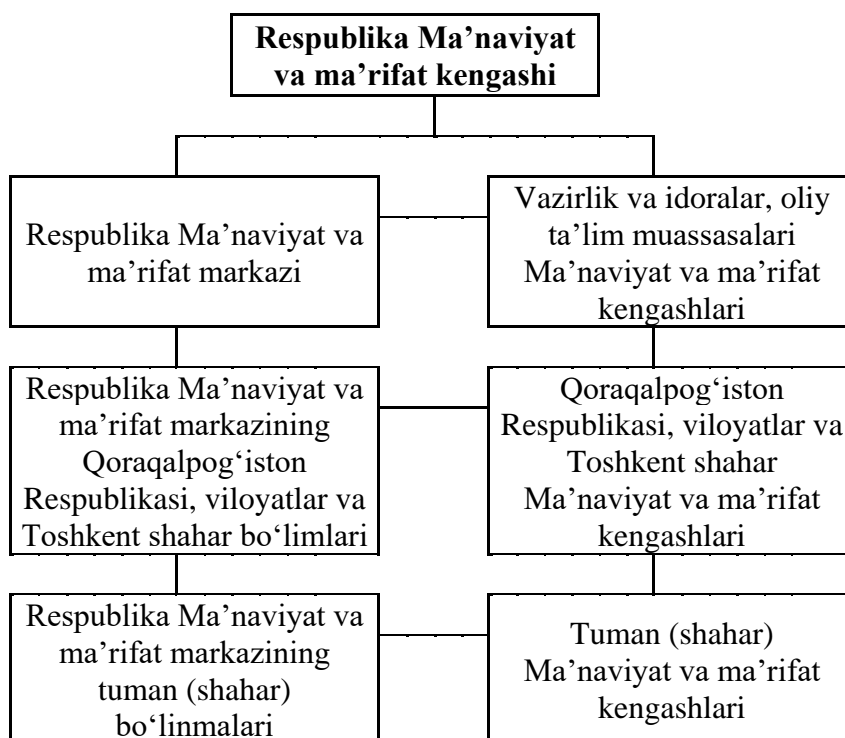 Respublika Ma’naviyat
va ma’rifat kengashi
Respublika Ma’naviyat va
ma’rifat markazi
Vazirlik va idoralar, oliy
ta’lim muassasalari
Ma’naviyat va ma’rifat
kengashlari
Respublika Ma’naviyat va
ma’rifat markazining
Qoraqalpog‘iston
Respublikasi, viloyatlar va
Toshkent shahar bo‘limlari
Qoraqalpog‘iston
Respublikasi, viloyatlar va
Toshkent shahar
Ma’naviyat va ma’rifat
kengashlari
Respublika Ma’naviyat va
ma’rifat markazining
tuman (shahar)
bo‘linmalari
Tuman (shahar)
Ma’naviyat va ma’rifat
kengashlari